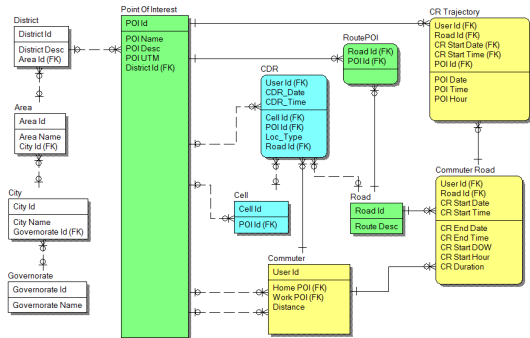 District
District Id
District Desc
Area Id (FK)
Area
Area Id
Area Name
City Id (FK)
City
City Id
City Name
Governorate Id (FK)
Governorate
Governorate Id
Governorate Name
Point Of Interest
POI Id
POI Name
POI Desc
POI UTM
District Id (FK)
CDR
User Id (FK)
CDR_Date
CDR_Time
Cell Id (FK)
POI Id (FK)
Loc_Type
Road Id (FK)
Cell
Cell Id
POI Id (FK)
Commuter
User Id
Home POI (FK)
Work POI (FK)
Distance
RoutePOI
Road Id (FK)
POI Id (FK)
Road
Road Id
Route Desc
CR Trajectory
User Id (FK)
Road Id (FK)
CR Start Date (FK)
CR Start Time (FK)
POI Id (FK)
POI Date
POI Time
POI Hour
Commuter Road
User Id (FK)
Road Id (FK)
CR Start Date
CR Start Time
CR End Date
CR End Time
CR Start DOW
CR Start Hour
CR Duration